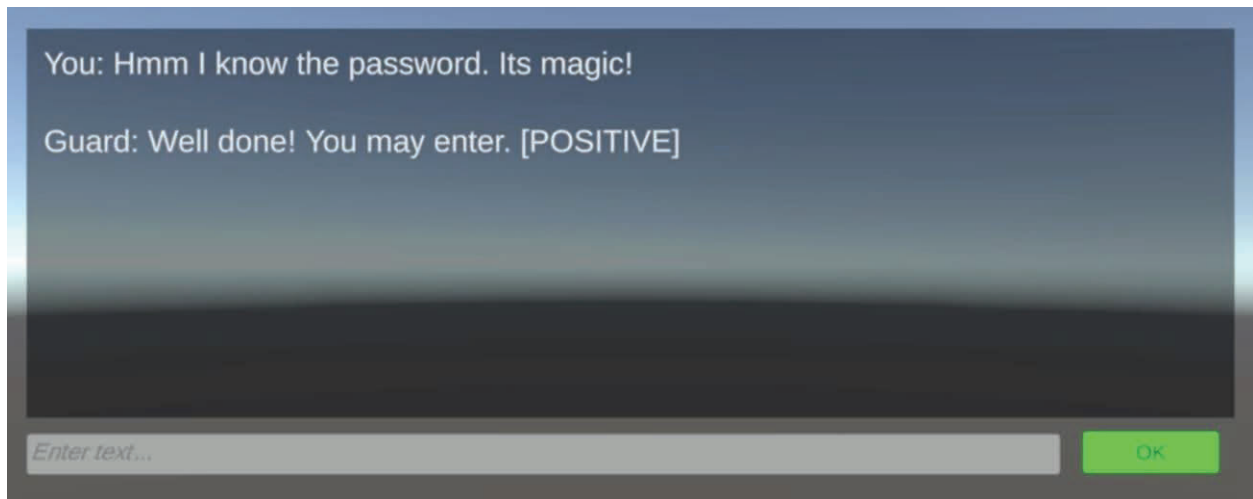 You: Hmm I know the password. Its magic!
Guard: Well done! You may enter. [POSITIVE]
Enter text...
OK